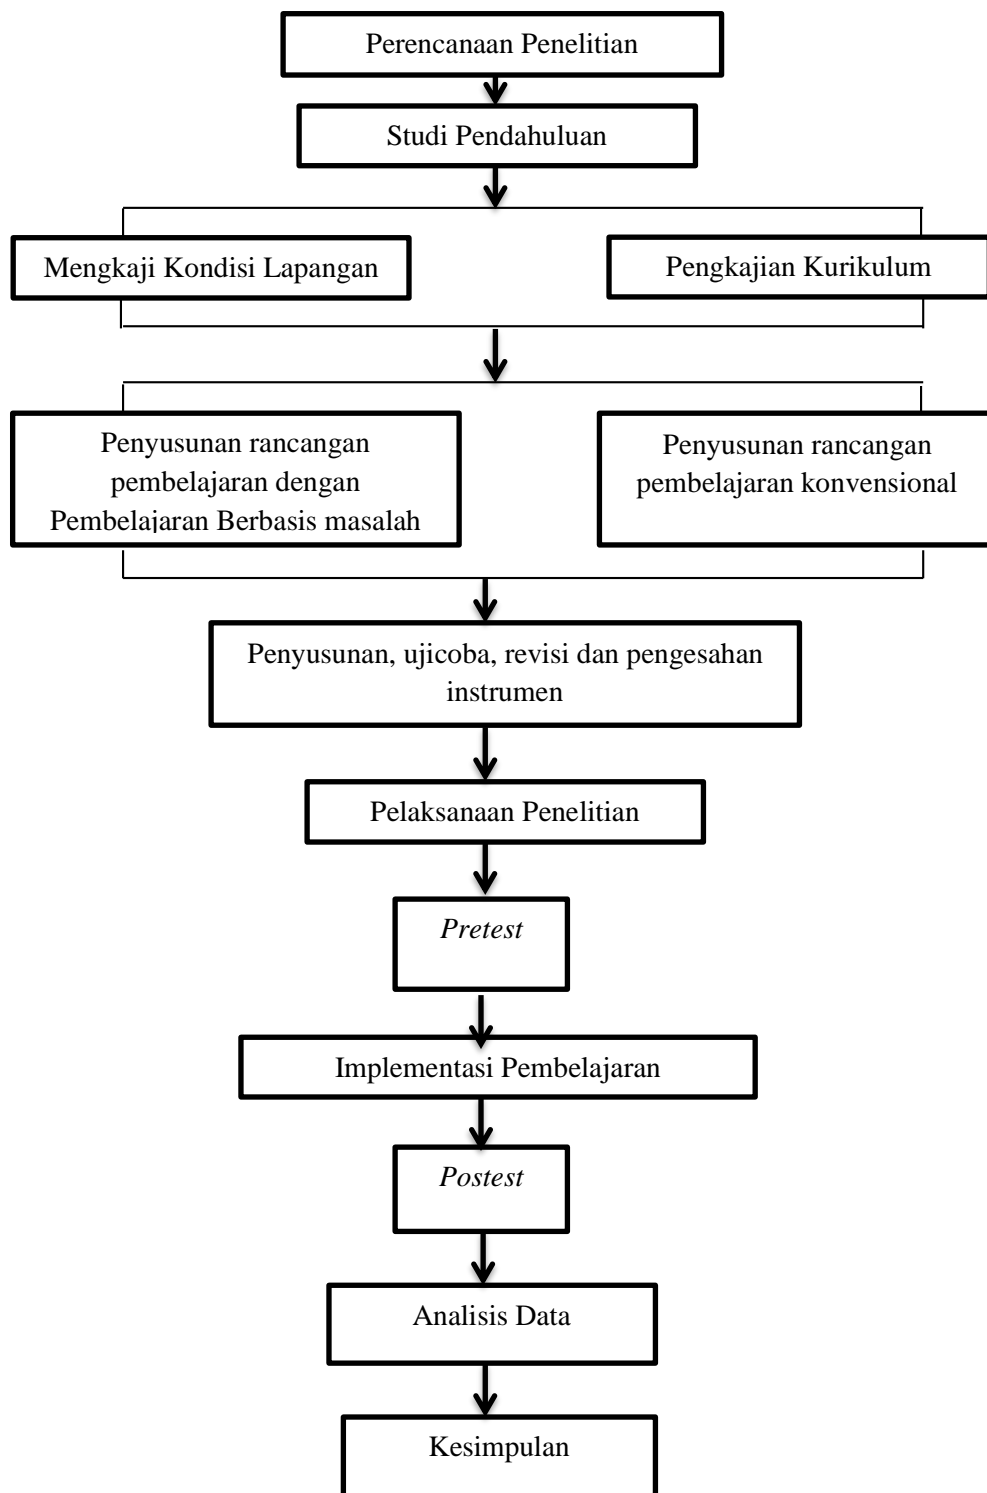 Perencanaan Penelitian
Studi Pendahuluan
Mengkaji Kondisi Lapangan
Pengkajian Kurikulum
Penyusunan rancangan
pembelajaran dengan
Pembelajaran Berbasis masalah
Penyusunan rancangan
pembelajaran konvensional
Penyusunan, ujicoba, revisi dan pengesahan
instrumen
Pelaksanaan Penelitian
Pretest
Implementasi Pembelajaran
Postest
Analisis Data
Kesimpulan